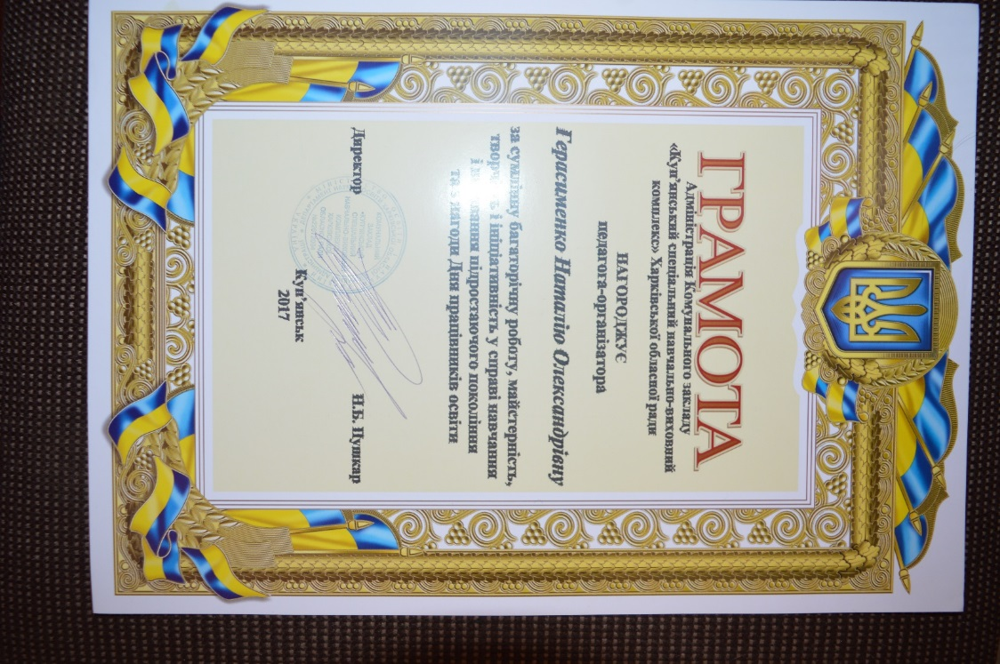 ГРАМОТА
Адміністрація Комунального закладу
«Куп’янський спеціальний навчально-виховний
комплекс» Харківської обласної ради
НАГОРОДЖУЄ
педагога-організатора
Герасименко Наталію Олександрівну
за сумлінну багаторічну роботу, майстерність,
творчість і ініціативність у справі навчання
і виховання підростаючого покоління
та з нагоди Дня працівників освіти
Директор Н.Б. Пушкар
Куп’янськ
2017